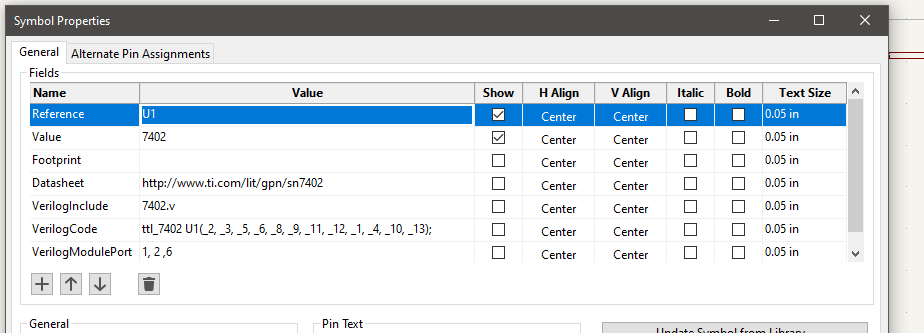 Symbol Properties
General Alternate Pin Assignments
Fields
Name Value Show H Align V Align Italic Bold Text Size
Reference U1 Center Center 0.05 in
Value 7402 Center Center 0.05 in
Footprint Center Center 0.05 in
Datasheet http://www.ti.com/lit/gpn/sn7402 Center Center 0.05 in
VerilogInclude 7402.v Center Center 0.05 in
VerilogCode ttl_7402 U1(_2, _3, _5, _6, _8, _9, _11, _12, _1, _4, _10, _13); Center Center 0.05 in
VerilogModulePort 1, 2 ,6 Center Center 0.05 in
General Pin Text Update Symbol from Library...